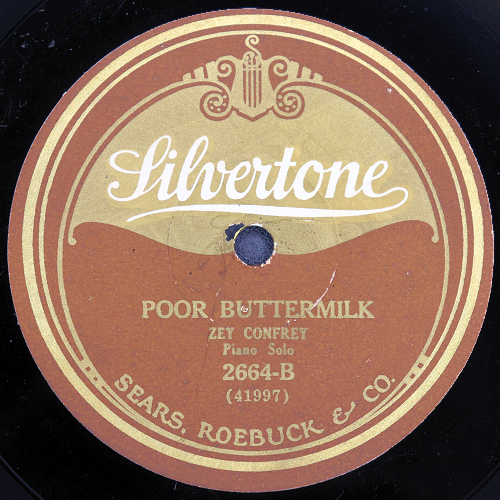 Silvertone
POOR BUTTERMILK
ZEY CONFREY
Piano Solo
2664-B
(41997)
SEARS, ROEBUCK & CO.